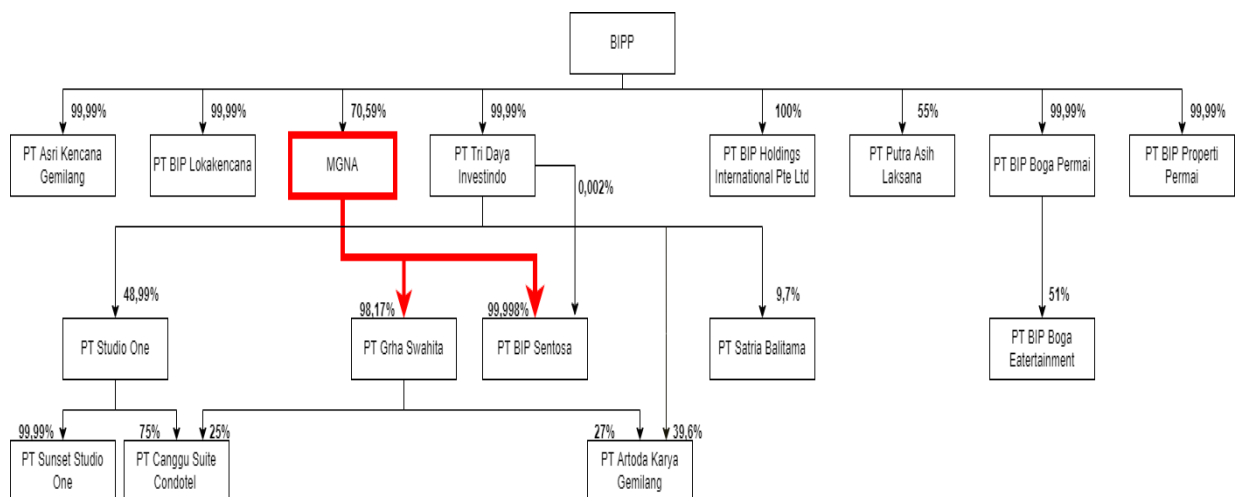 BIPP
99,99%
99,99%
70,59%
99,99%
100%
55%
99,99%
99,99%
PT Asri Kencana
Gemilang
PT BIP Lokakencana
MGNA
PT Tri Daya
Investindo
PT BIP Holdings
International Pte Ltd
PT Putra Asih
Laksana
PT BIP Boga Permai
PT BIP Properti
Permai
0,002%
48,99%
98,17%
99,998%
9,7%
51%
PT Studio One
PT Grha Swahita
PT BIP Sentosa
PT Satria Balitama
PT BIP Boga
Eatertainment
99,99%
75%
25%
27%
39,6%
PT Sunset Studio
One
PT Canggu Suite
Condotel
PT Artoda Karya
Gemilang